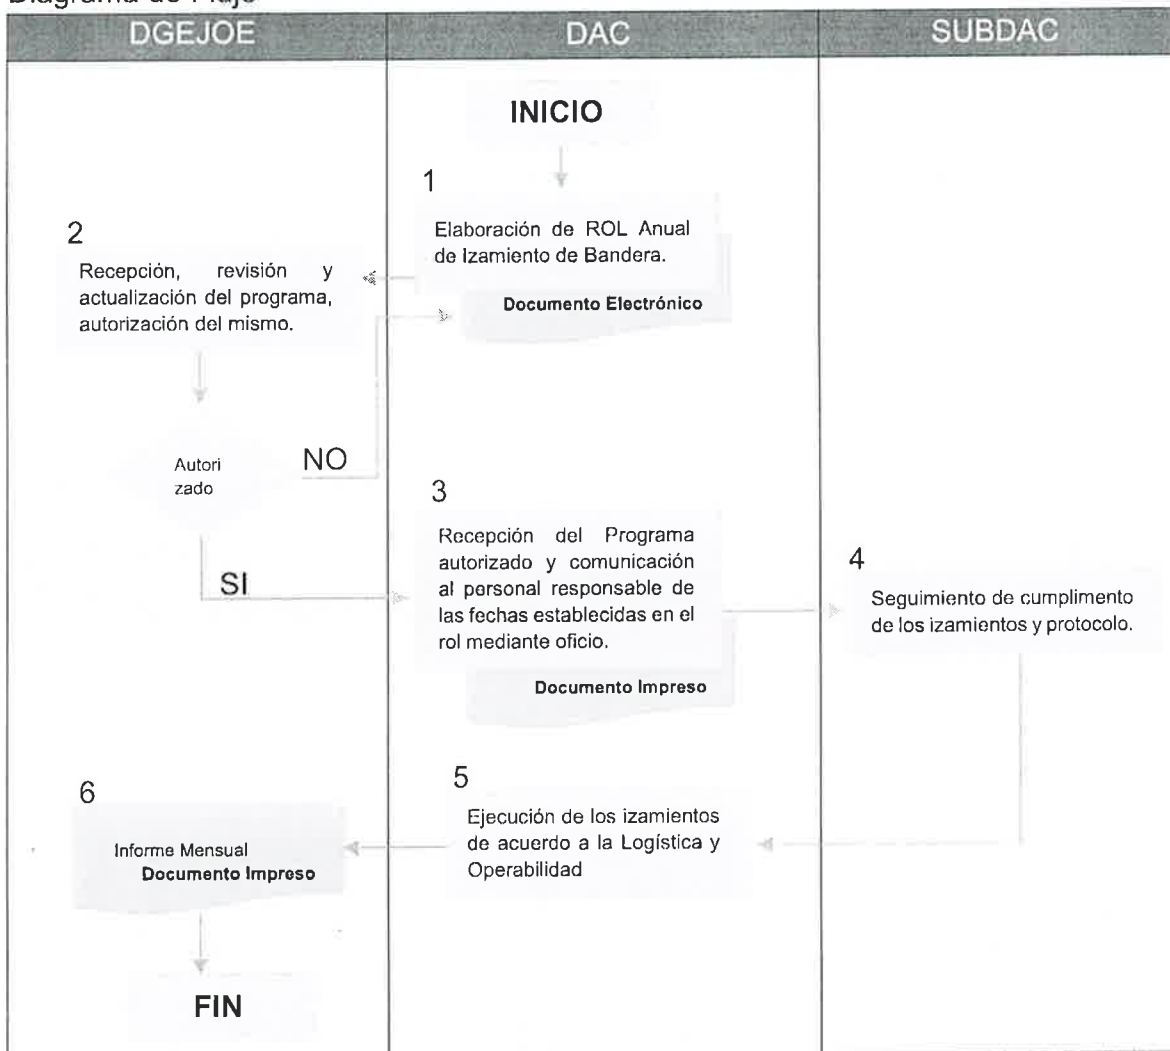 DGEJOE
DAC
SUBDAC
INICIO
1
Elaboración de ROL Anual
de Izamiento de Bandera.
Documento Electrónico
2
Recepción, revisión y
actualización del programa,
autorización del mismo.
Autori
zado
NO
SI
3
Recepción del Programa
autorizado y comunicación
al personal responsable de
las fechas establecidas en el
rol mediante oficio.
Documento Impreso
4
Seguimiento de cumplimento
de los izamientos y protocolo.
5
Ejecución de los izamientos
de acuerdo a la Logística y
Operabilidad
6
Informe Mensual
Documento Impreso
FIN